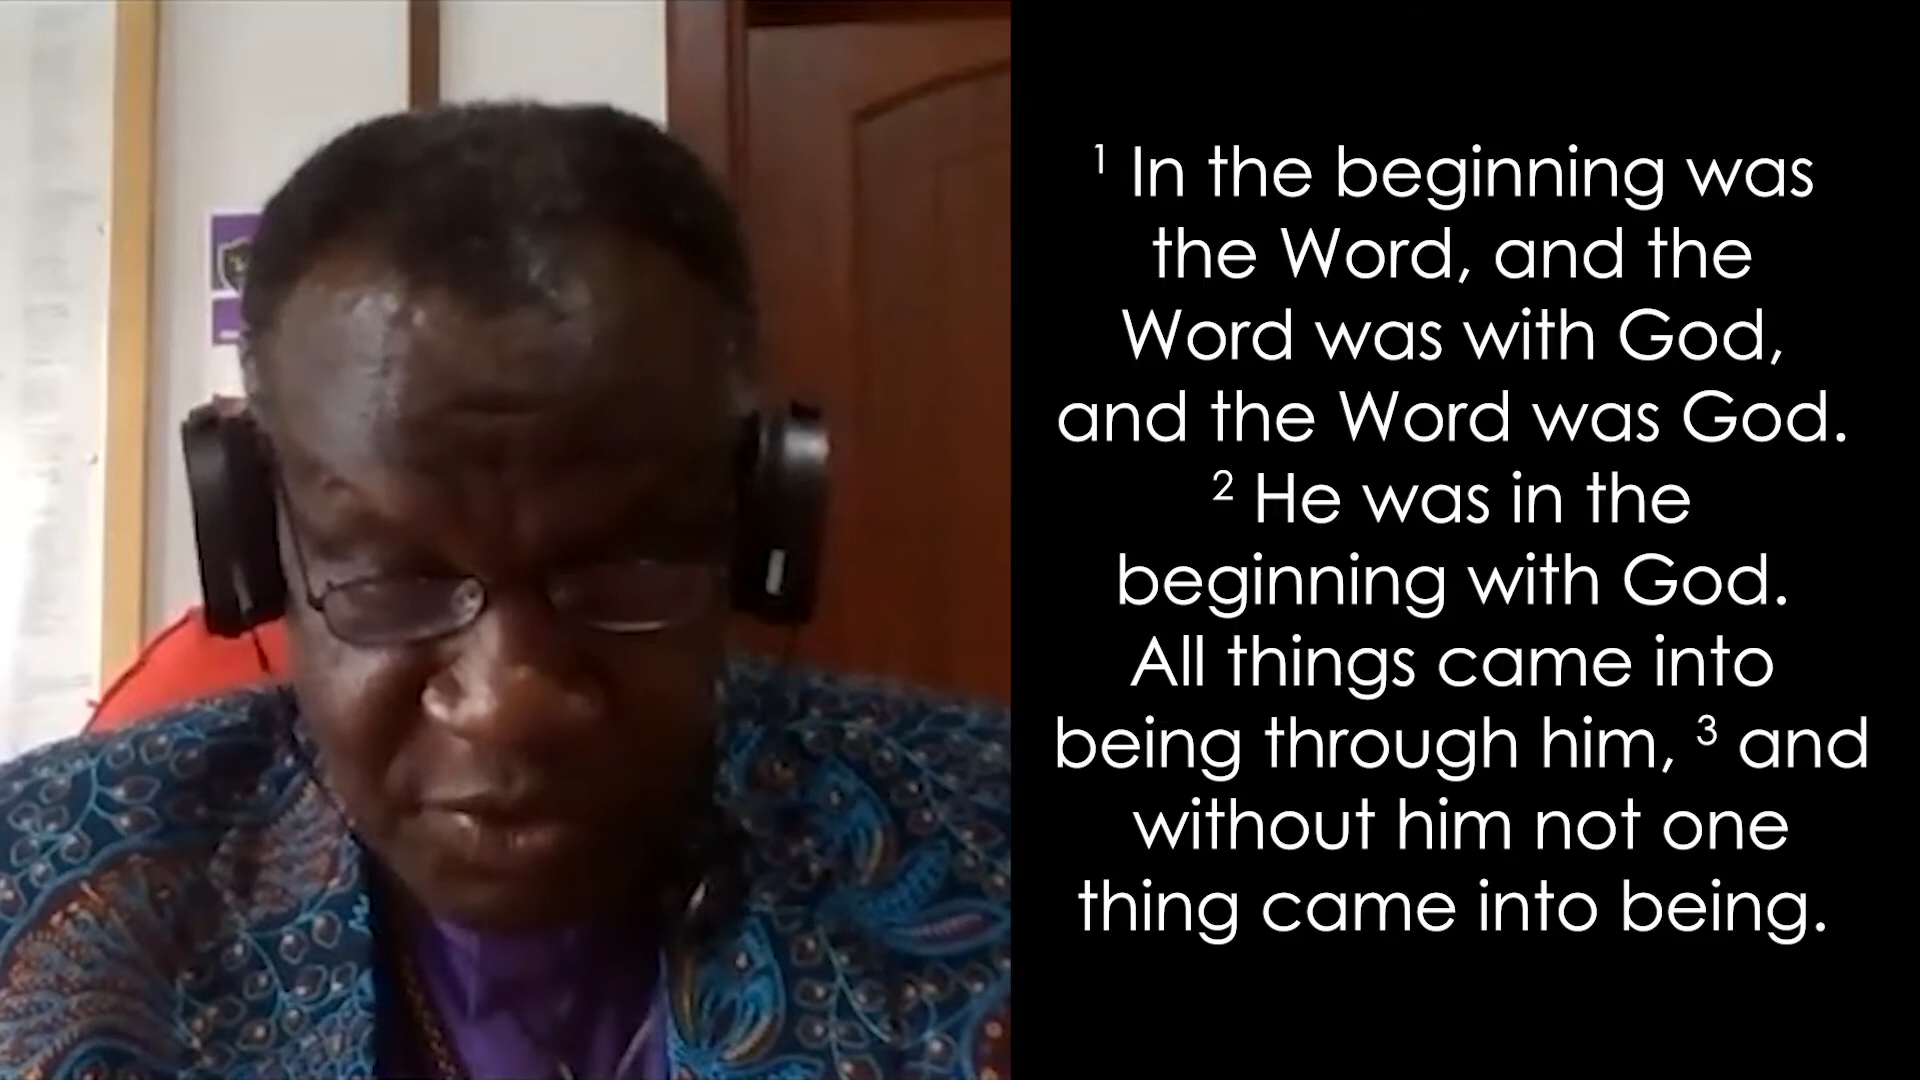 ¹ In the beginning was
the Word, and the
Word was with God,
and the Word was God.
² He was in the
beginning with God.
All things came into
being through him, ³ and
without him not one
thing came into being.